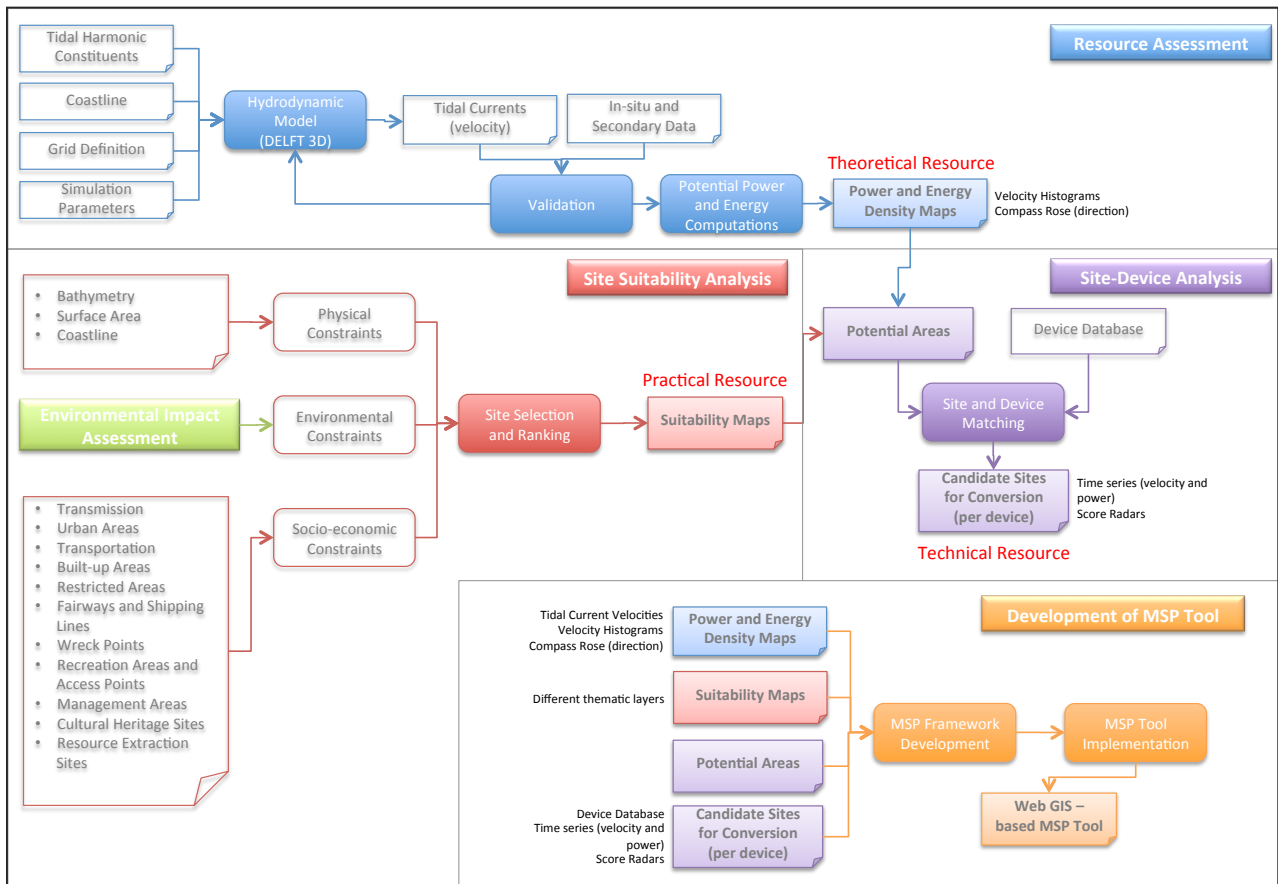 Resource Assessment
Tidal Harmonic
Constituents
Coastline
Grid Definition
Simulation
Parameters
Hydrodynamic
Model
(DELFT 3D)
Tidal Currents
(velocity)
In-situ and
Secondary Data
Validation
Potential Power
and Energy
Computations
Theoretical Resource
Power and Energy
Density Maps
Velocity Histograms
Compass Rose (direction)
Site Suitability Analysis
• Bathymetry
• Surface Area
• Coastline
Physical
Constraints
Environmental Impact
Assessment
Environmental
Constraints
• Transmission
• Urban Areas
• Transportation
• Built-up Areas
• Restricted Areas
• Fairways and Shipping
Lines
• Wreck Points
• Recreation Areas and
Access Points
• Management Areas
• Cultural Heritage Sites
• Resource Extraction
Sites
Socio-economic
Constraints
Site Selection
and Ranking
Practical Resource
Suitability Maps
Site-Device Analysis
Potential Areas
Device Database
Site and Device
Matching
Candidate Sites
for Conversion
(per device)
Time series (velocity and
power)
Score Radars
Technical Resource
Development of MSP Tool
Tidal Current Velocities
Velocity Histograms
Compass Rose (direction)
Power and Energy
Density Maps
Different thematic layers
Suitability Maps
Potential Areas
Device Database
Time series (velocity and
power)
Score Radars
Candidate Sites
for Conversion
(per device)
MSP Framework
Development
MSP Tool
Implementation
Web GIS –
based MSP Tool